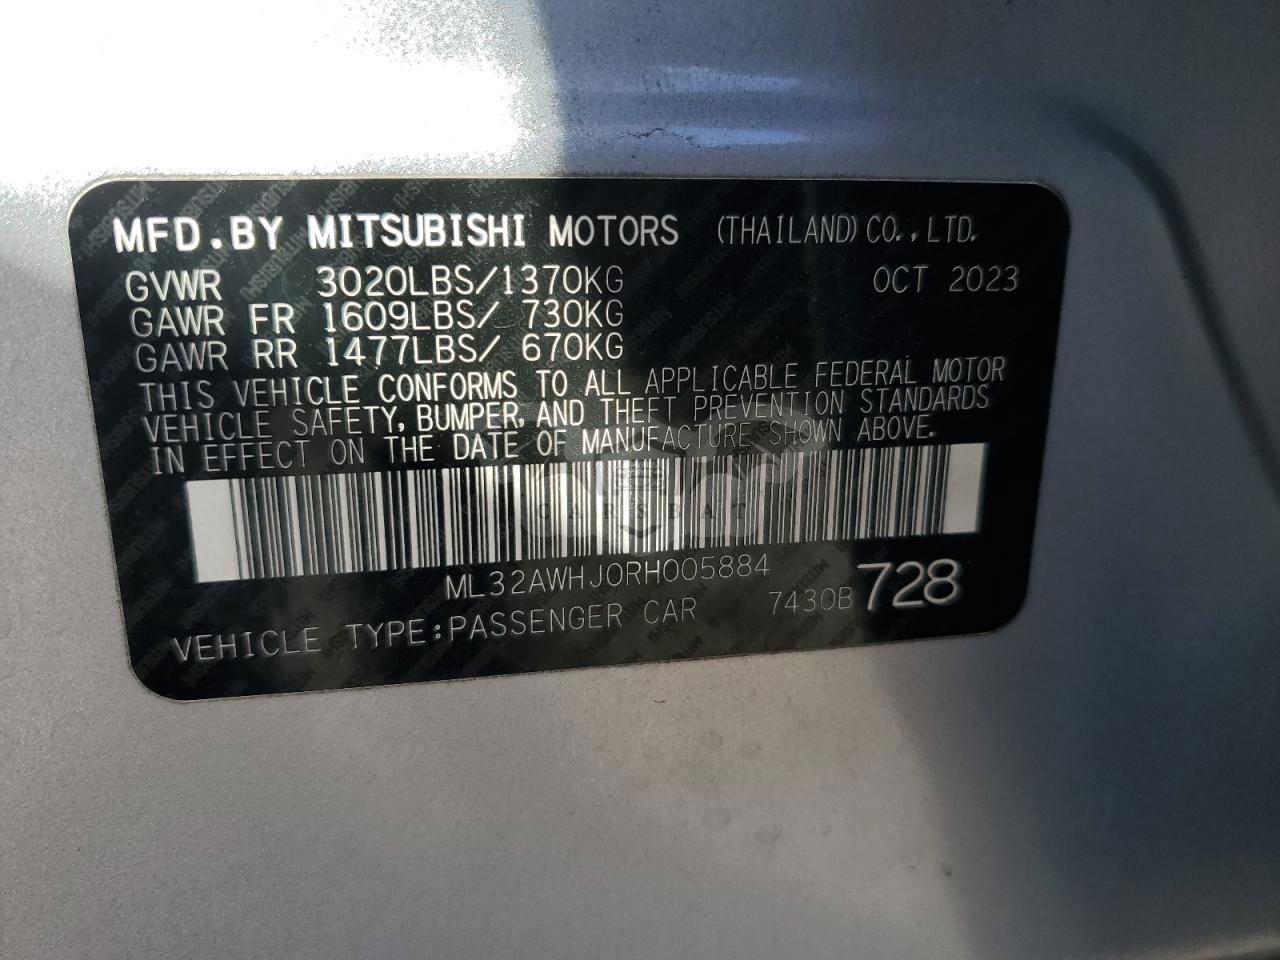 MFD.BY MITSUBISHI MOTORS (THAILAND)CO.,LTD.
GVWR 3020LBS/1370KG OCT 2023
GAWR FR 1609LBS/ 730KG
GAWR RR 1477LBS/ 670KG
THIS VEHICLE CONFORMS TO ALL APPLICABLE FEDERAL MOTOR
VEHICLE SAFETY, BUMPER, AND THEFT PREVENTION STANDARDS
IN EFFECT ON THE DATE OF MANUFACTURE SHOWN ABOVE.
CARSBAT
ML32AWHJ0RH005884
VEHICLE TYPE:PASSENGER CAR 7430B 728